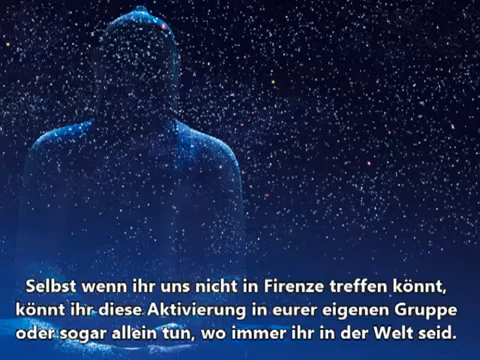 Selbst wenn ihr uns nicht in Firenze treffen könnt,
könnt ihr diese Aktivierung in eurer eigenen Gruppe
oder sogar allein tun, wo immer ihr in der Welt seid.